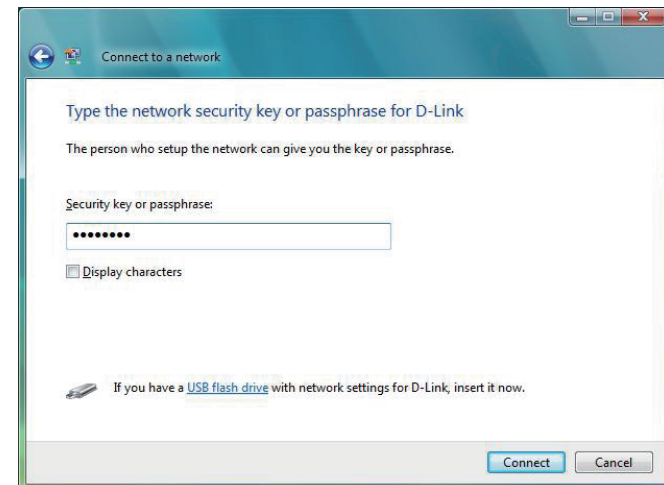 Connect to a network
Type the network security key or passphrase for D-Link
The person who setup the network can give you the key or passphrase.
Security key or passphrase:
••••••••
Display characters
If you have a USB flash drive with network settings for D-Link, insert it now.
Connect Cancel